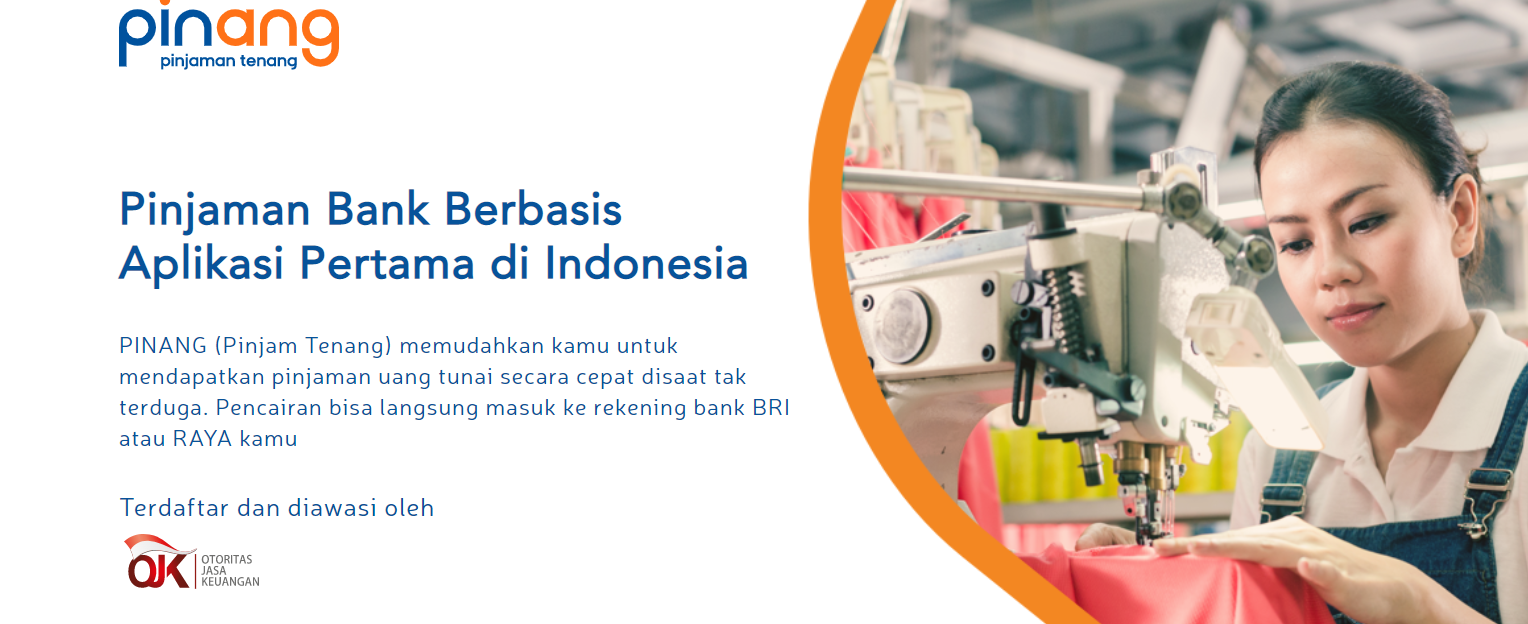 pinang
pinjaman tenang
Pinjaman Bank Berbasis
Aplikasi Pertama di Indonesia
PINANG (Pinjam Tenang) memudahkan kamu untuk
mendapatkan pinjaman uang tunai secara cepat disaat tak
terduga. Pencairan bisa langsung masuk ke rekening bank BRI
atau RAYA kamu
Terdaftar dan diawasi oleh
OJK
OTORITAS
JASA
KEUANGAN